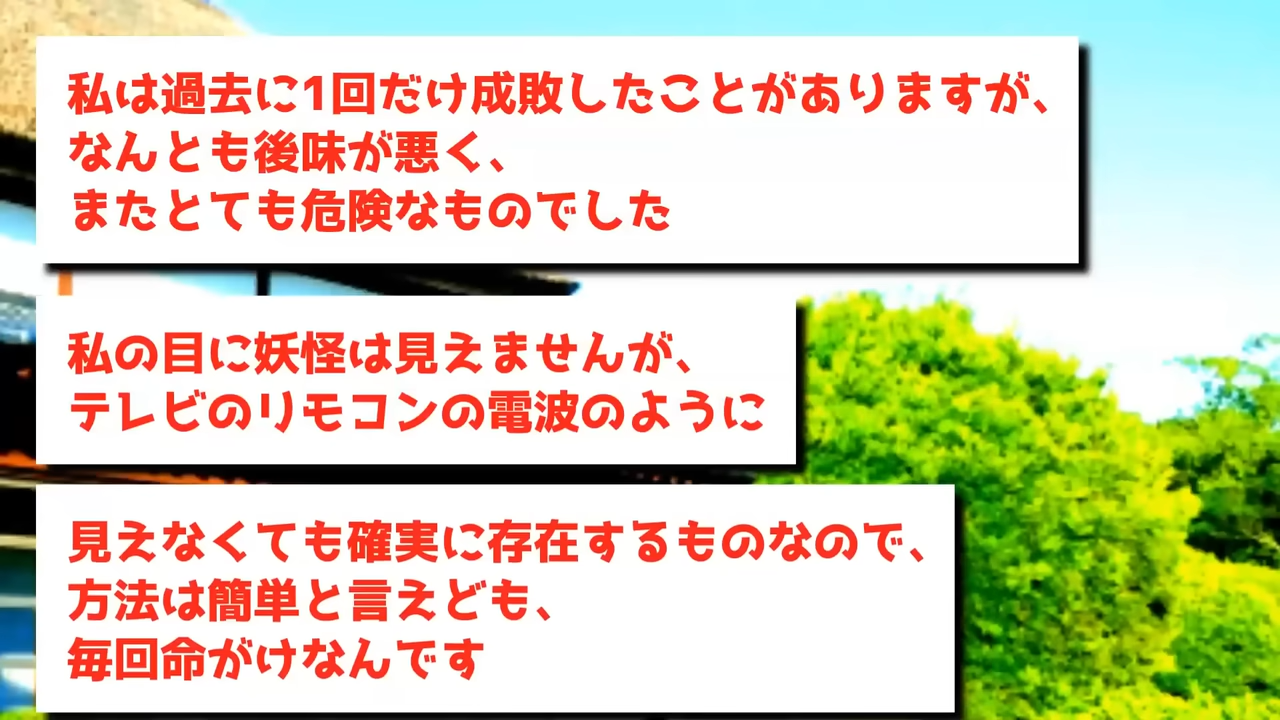 私は過去に1回だけ成敗したことがありますが、
なんとも後味が悪く、
またとても危険なものでした
私の目に妖怪は見えませんが、
テレビのリモコンの電波のように
見えなくても確実に存在するものなので、
方法は簡単と言えども、
毎回命がけなんです